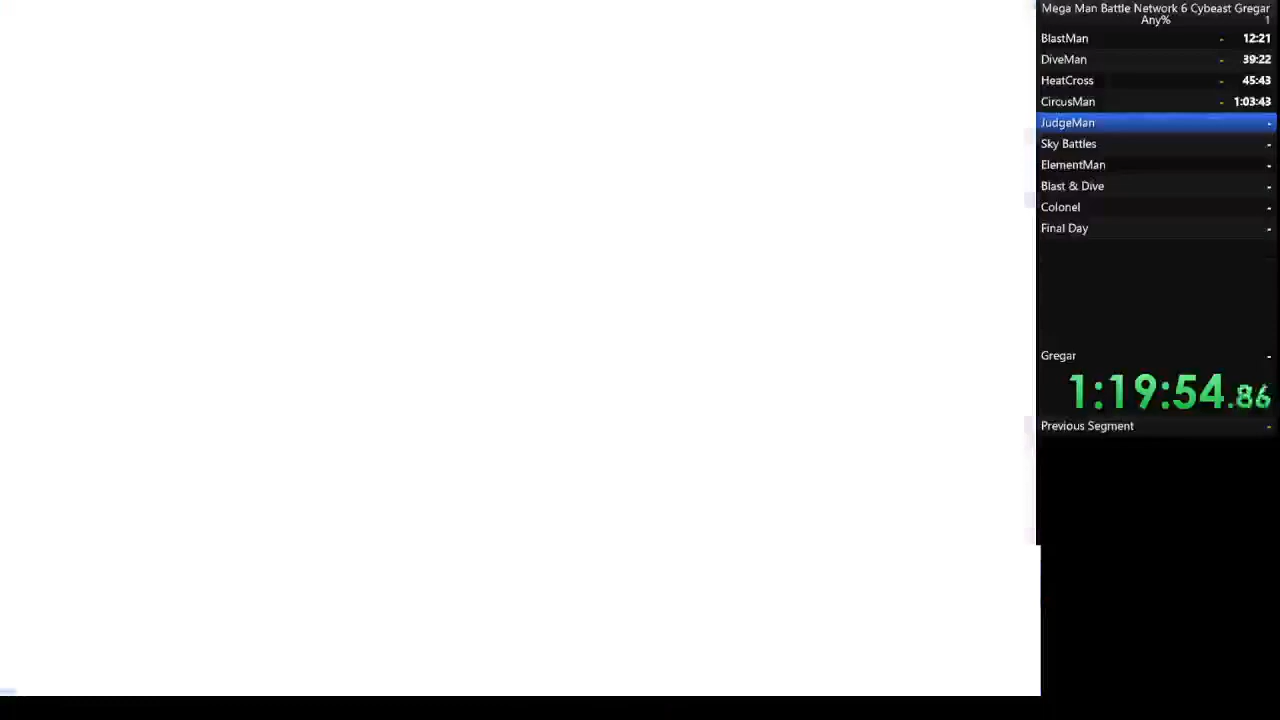 Mega Man Battle Network 6 Cybeast Gregar
Any% 1
BlastMan - 12:21
DiveMan - 39:22
HeatCross - 45:43
CircusMan - 1:03:43
JudgeMan -
Sky Battles -
ElementMan -
Blast & Dive -
Colonel -
Final Day -
Gregar -
1:19:54.86
Previous Segment -